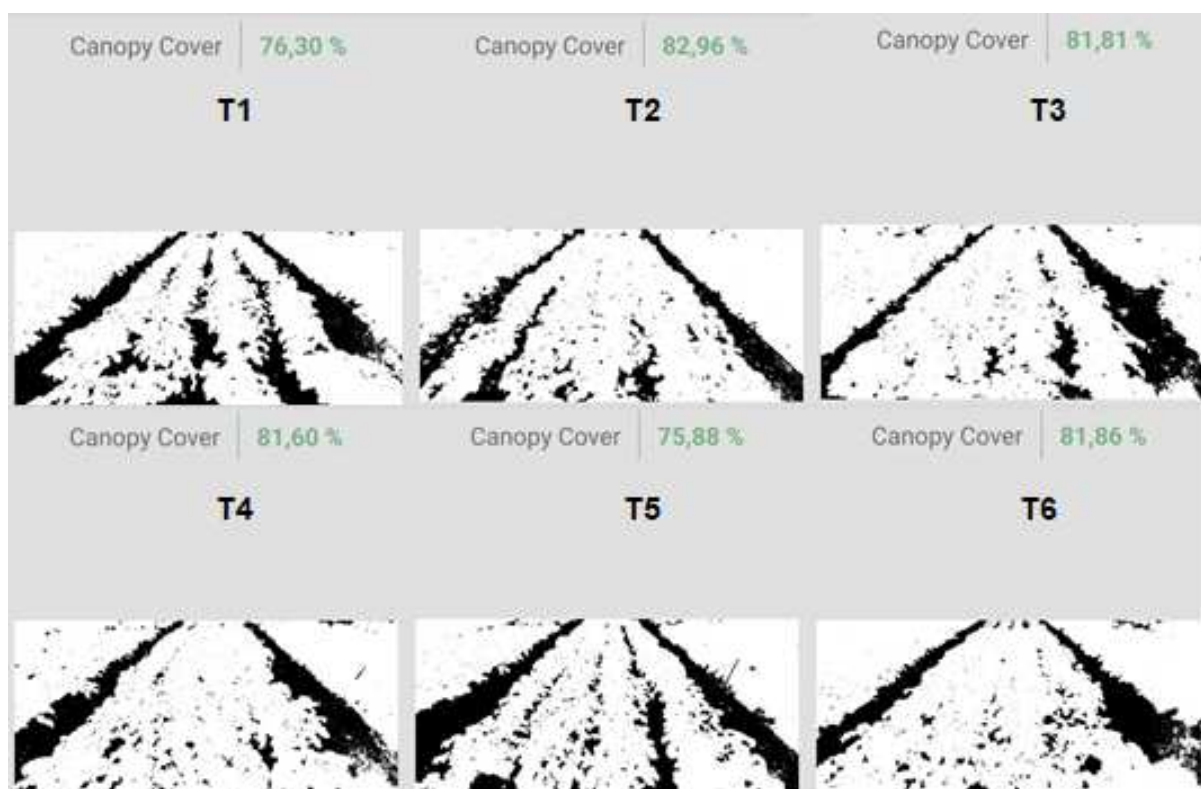 Canopy Cover 76,30 %
T1
Canopy Cover 82,96 %
T2
Canopy Cover 81,81 %
T3
Canopy Cover 81,60 %
T4
Canopy Cover 75,88 %
T5
Canopy Cover 81,86 %
T6